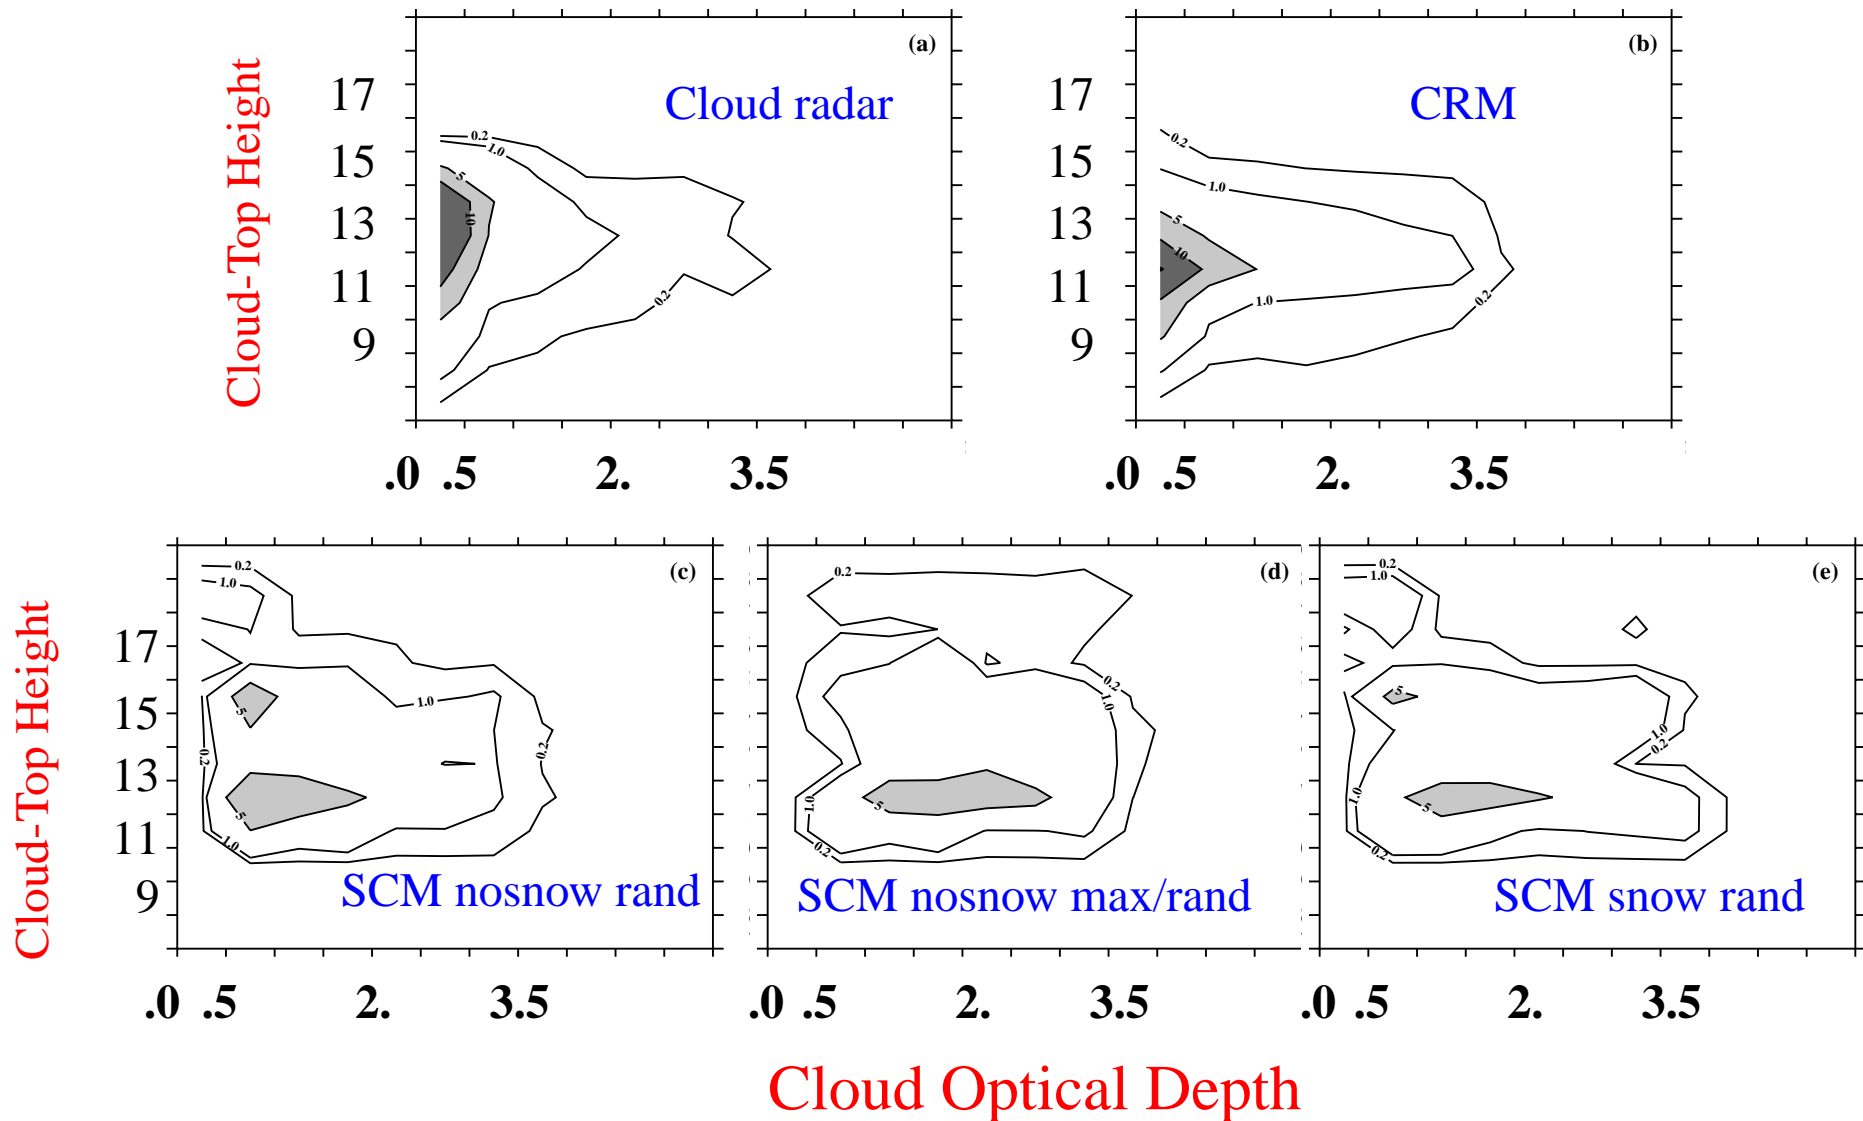 (a)
Cloud radar
Cloud-Top Height
17
15
13
11
9
0.2
1.0
5
10
0.2
.0 .5 2. 3.5
(b)
CRM
17
15
13
11
9
0.2
1.0
5
10
1.0
0.2
.0 .5 2. 3.5
(c)
SCM nosnow rand
Cloud-Top Height
17
15
13
11
9
0.2
1.0
1.0
5
0.2
0.2
5
1.0
.0 .5 2. 3.5
(d)
SCM nosnow max/rand
0.2
0.2
1.0
1.0
5
0.2
.0 .5 2. 3.5
(e)
SCM snow rand
0.2
1.0
5
1.0
0.2
1.0
5
0.2
.0 .5 2. 3.5
Cloud Optical Depth